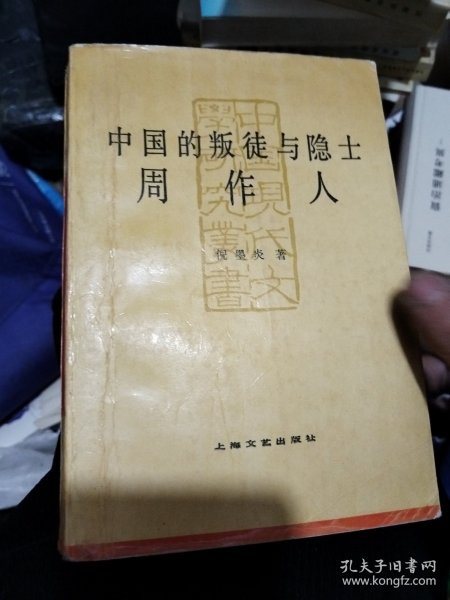 中国的叛徒与隐士
周作人
中国现代文
学研究丛書
倪墨炎著
上海文艺出版社
孔夫子旧书网
www.kongfz.com